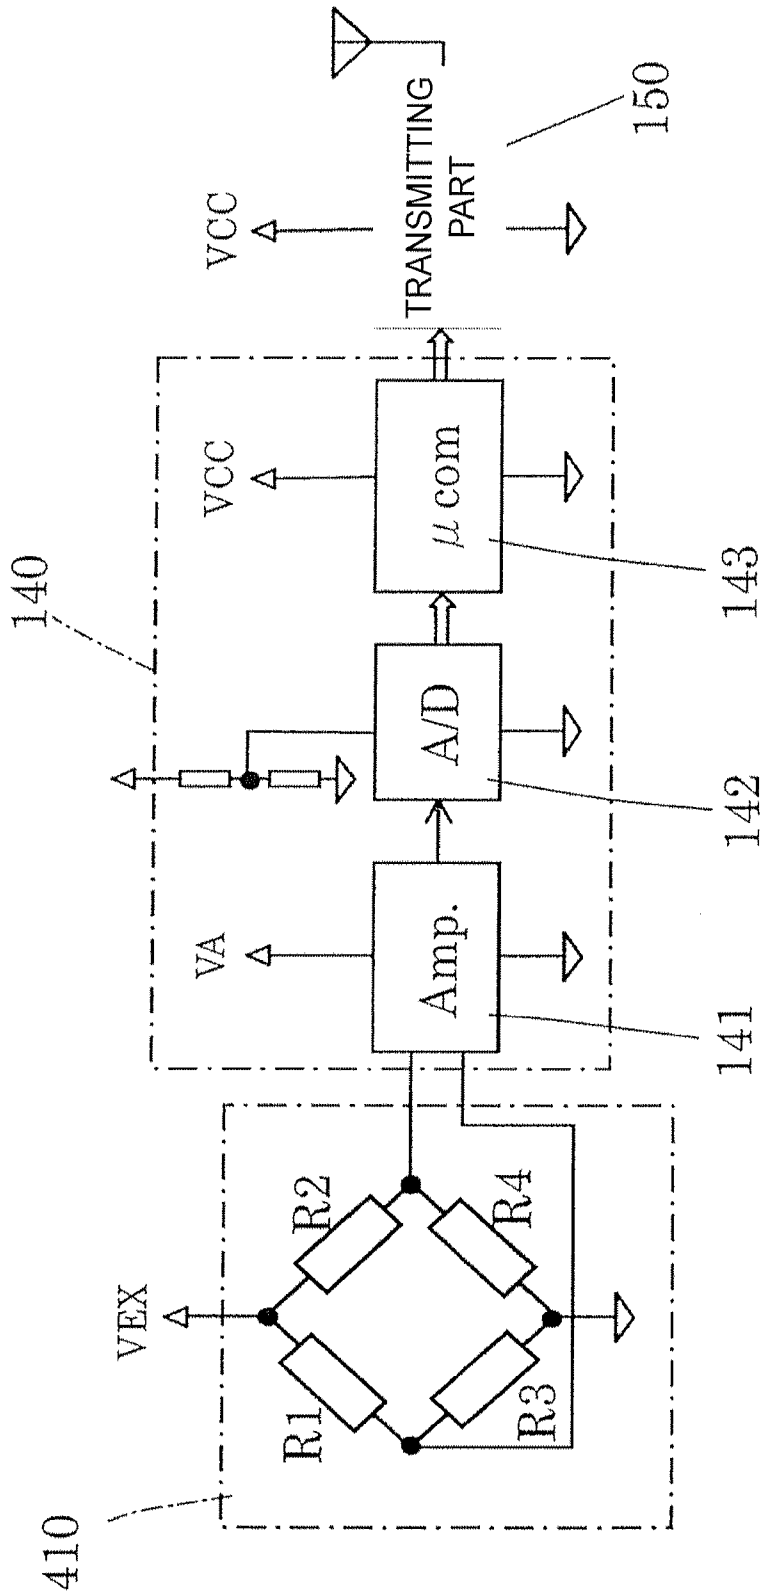 410
VEX
R1
R2
R3
R4
140
VA
Amp.
141
A/D
142
VCC
μ com
143
VCC
TRANSMITTING
PART
150